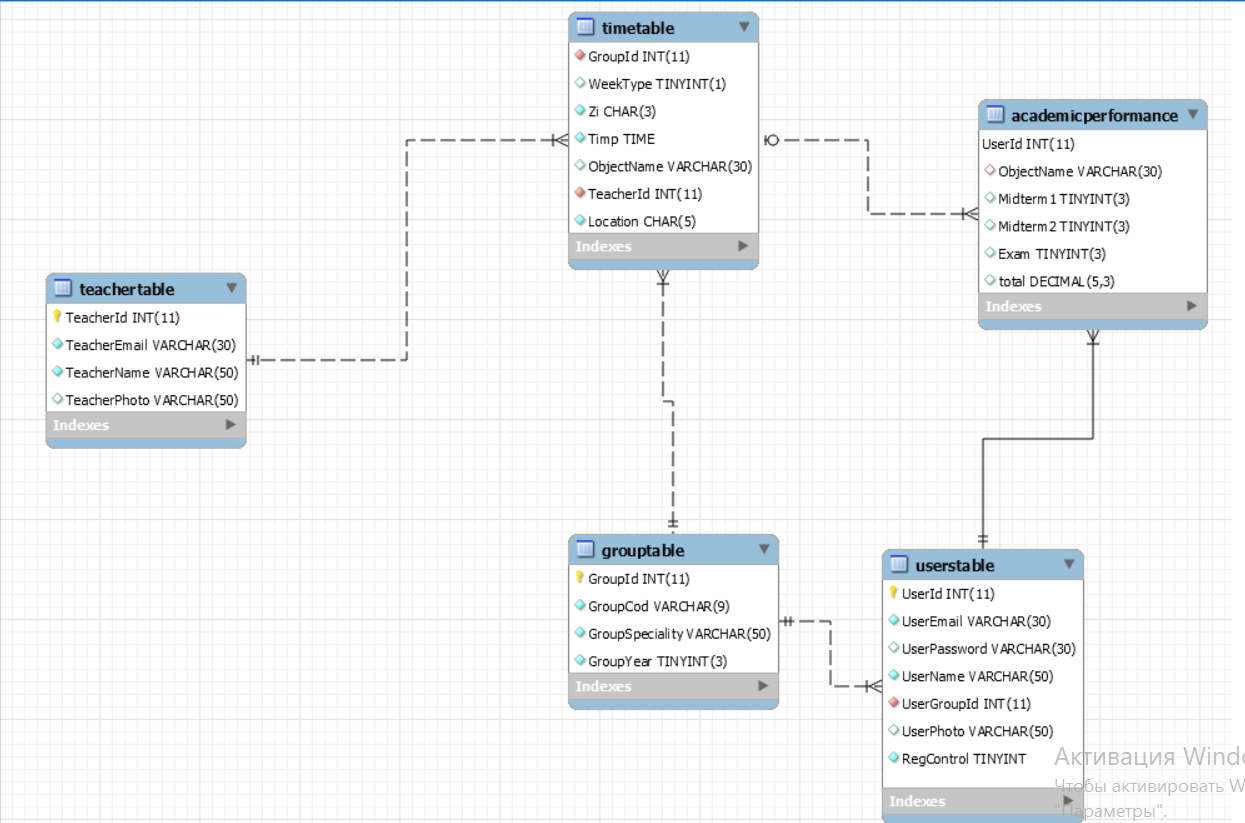 timetable
GroupId INT(11)
WeekType TINYINT(1)
Zi CHAR(3)
Timp TIME
ObjectName VARCHAR(30)
TeacherId INT(11)
Location CHAR(5)
Indexes
academicperformance
UserId INT(11)
ObjectName VARCHAR(30)
Midterm1 TINYINT(3)
Midterm2 TINYINT(3)
Exam TINYINT(3)
total DECIMAL(5,3)
Indexes
teachertable
TeacherId INT(11)
TeacherEmail VARCHAR(30)
TeacherName VARCHAR(50)
TeacherPhoto VARCHAR(50)
Indexes
grouptable
GroupId INT(11)
GroupCod VARCHAR(9)
GroupSpeciality VARCHAR(50)
GroupYear TINYINT(3)
Indexes
userstable
UserId INT(11)
UserEmail VARCHAR(30)
UserPassword VARCHAR(30)
UserName VARCHAR(50)
UserGroupId INT(11)
UserPhoto VARCHAR(50)
RegControl TINYINT
Indexes
Активация Windo
Чтобы активировать W
"Параметры".